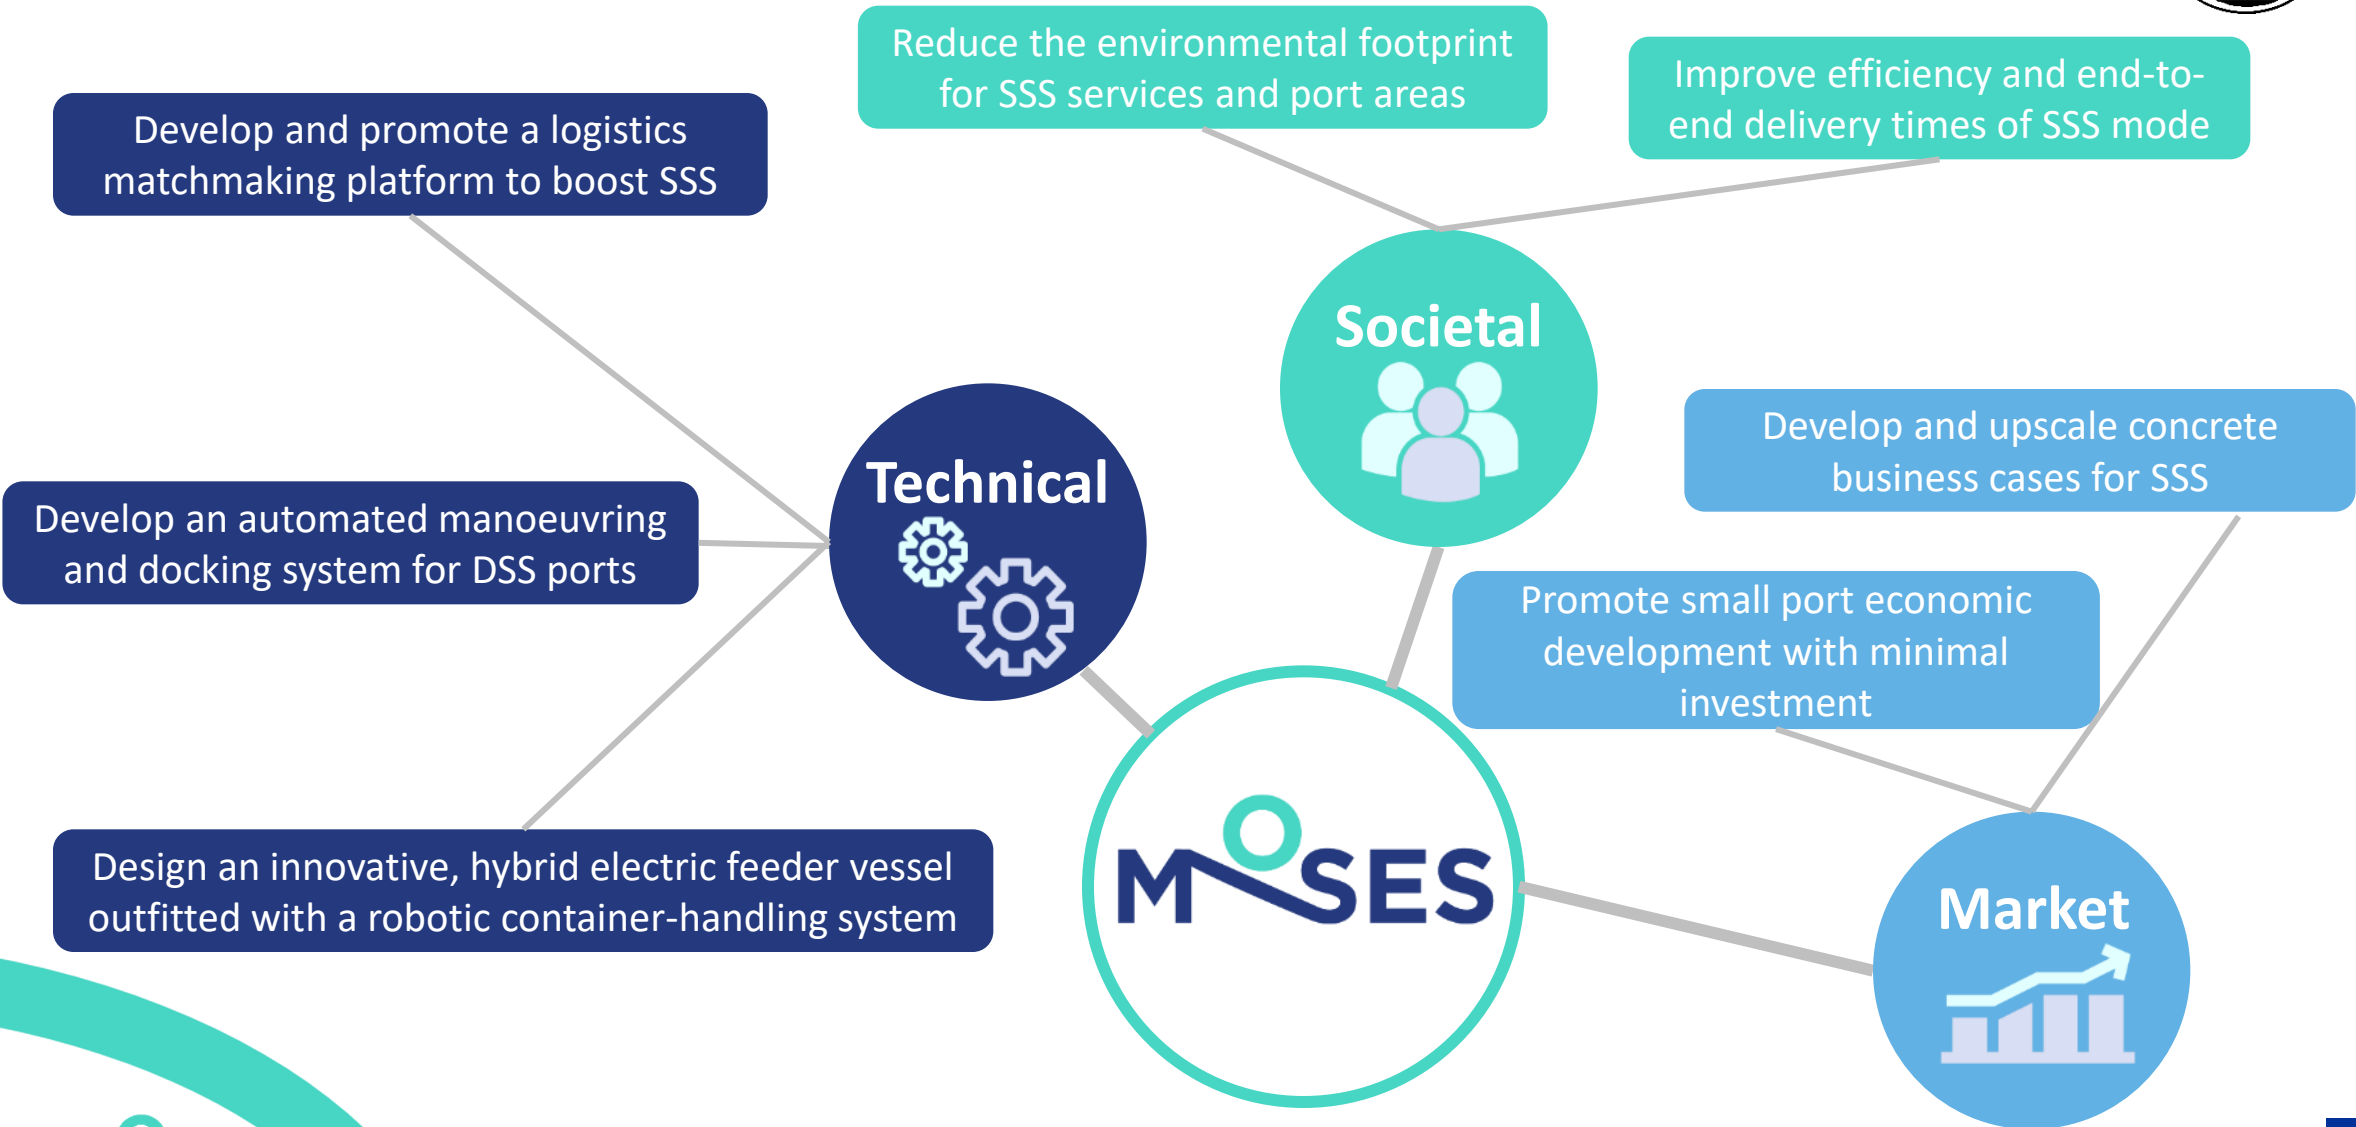 Reduce the environmental footprint
for SSS services and port areas
Improve efficiency and end-to-
end delivery times of SSS mode
Develop and promote a logistics
matchmaking platform to boost SSS
Societal
Develop and upscale concrete
business cases for SSS
Technical
Develop an automated manoeuvring
and docking system for DSS ports
Promote small port economic
development with minimal
investment
Design an innovative, hybrid electric feeder vessel
outfitted with a robotic container-handling system
MOSES
Market